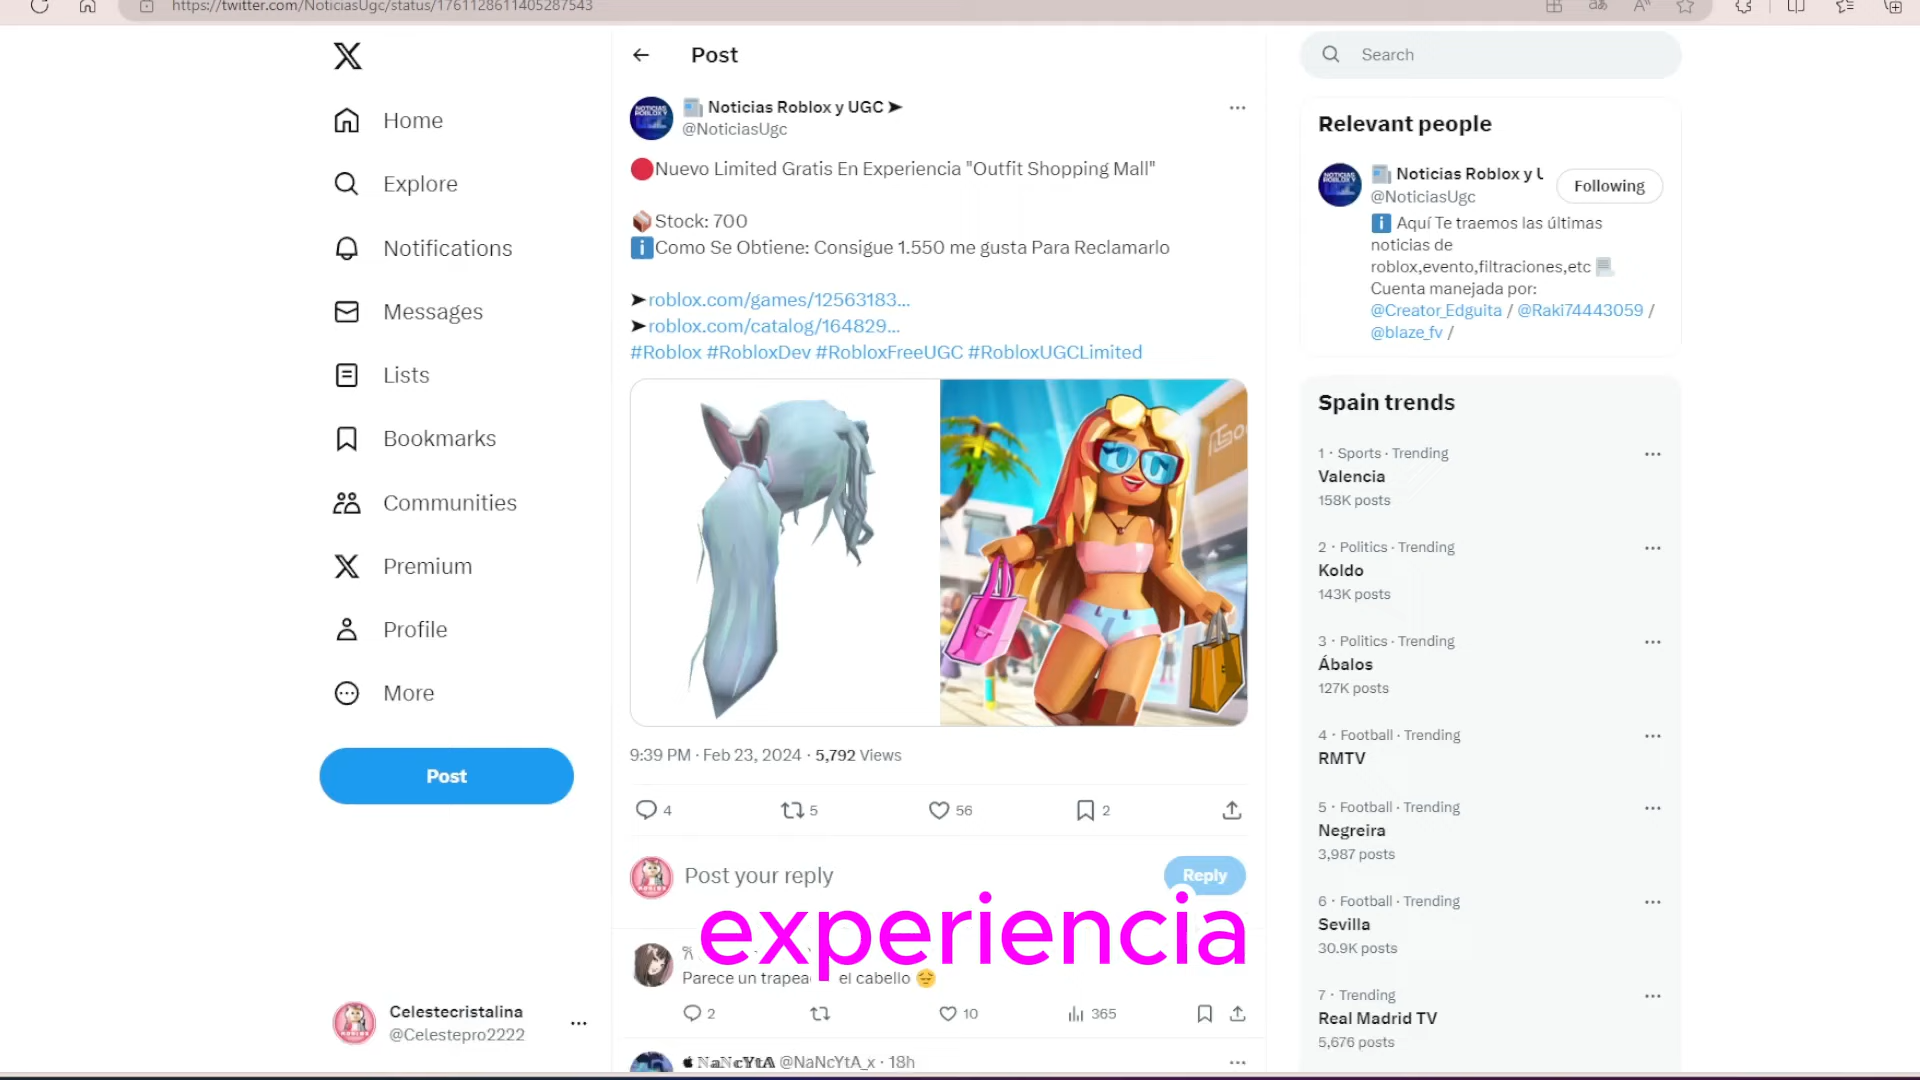 https://twitter.com/NoticiasUgc/status/1761128611405287543
Home
Explore
Notifications
Messages
Lists
Bookmarks
Communities
Premium
Profile
More
Post
Celestecristalina
@Celestepro2222
Post
Noticias Roblox y UGC ➤
@NoticiasUgc
🔴Nuevo Limited Gratis En Experiencia "Outfit Shopping Mall"
📦Stock: 700
ℹ️Como Se Obtiene: Consigue 1.550 me gusta Para Reclamarlo
➤roblox.com/games/12563183...
➤roblox.com/catalog/164829...
#Roblox #RobloxDev #RobloxFreeUGC #RobloxUGCLimited
9:39 PM · Feb 23, 2024 · 5,792 Views
4 5 56 2
Post your reply
Reply
experiencia
Parece un trapea el cabello 😔
2 10 365
NaNcYtA @NaNcYtA_x · 18h
Search
Relevant people
Noticias Roblox y U
Following
@NoticiasUgc
ℹ️ Aquí Te traemos las últimas
noticias de
roblox,evento,filtraciones,etc
Cuenta manejada por:
@Creator_Edguita / @Raki74443059 /
@blaze_fv /
Spain trends
1 · Sports · Trending
Valencia
158K posts
2 · Politics · Trending
Koldo
143K posts
3 · Politics · Trending
Ábalos
127K posts
4 · Football · Trending
RMTV
5 · Football · Trending
Negreira
3,987 posts
6 · Football · Trending
Sevilla
30.9K posts
7 · Trending
Real Madrid TV
5,676 posts